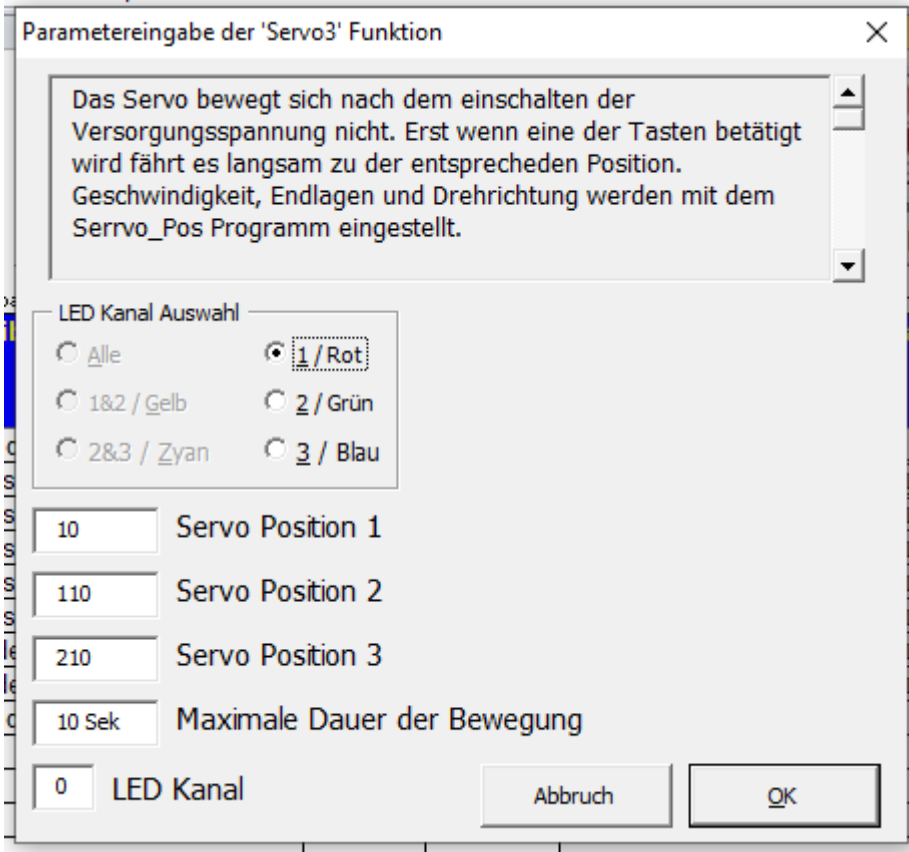 Parametereingabe der 'Servo3' Funktion
Das Servo bewegt sich nach dem einschalten der
Versorgungsspannung nicht. Erst wenn eine der Tasten betätigt
wird fährt es langsam zu der entsprecheden Position.
Geschwindigkeit, Endlagen und Drehrichtung werden mit dem
Serrvo_Pos Programm eingestellt.
LED Kanal Auswahl
Alle
1 / Rot
1&2 / Gelb
2 / Grün
2&3 / Zyan
3 / Blau
10 Servo Position 1
110 Servo Position 2
210 Servo Position 3
10 Sek Maximale Dauer der Bewegung
0 LED Kanal
Abbruch
OK